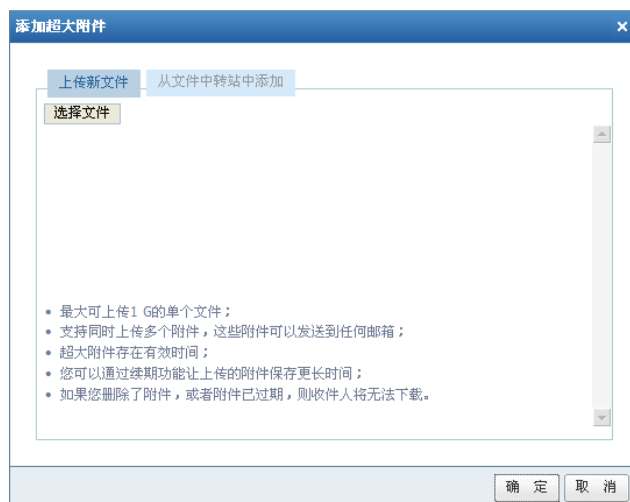 添加超大附件
上传新文件 从文件中转站中添加
选择文件
最大可上传1 G的单个文件；
支持同时上传多个附件，这些附件可以发送到任何邮箱；
超大附件存在有效时间；
您可以通过续期功能让上传的附件保存更长时间；
如果您删除了附件，或者附件已过期，则收件人将无法下载。
确 定 取 消